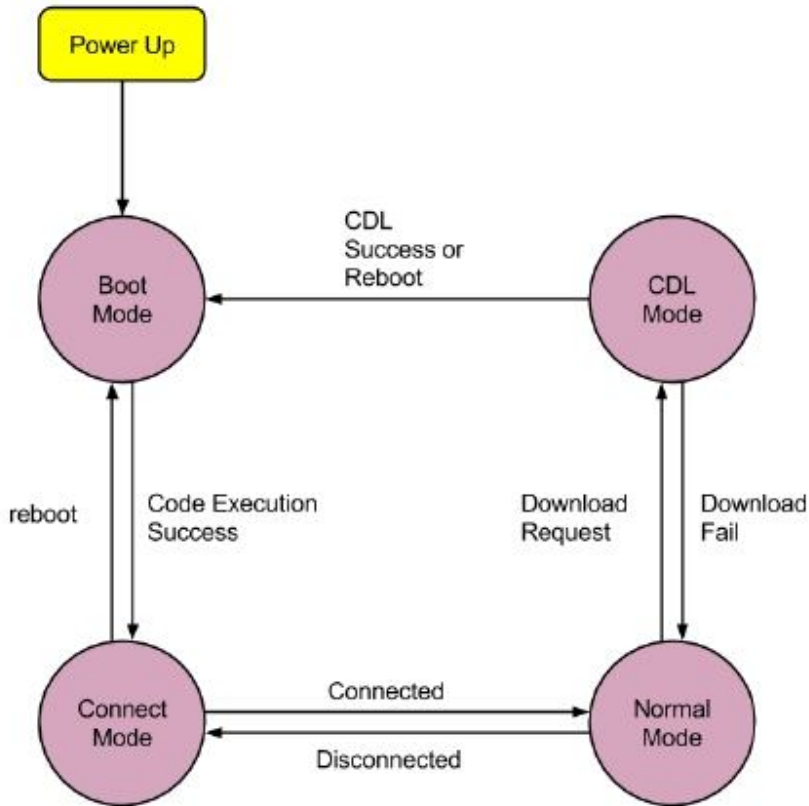 Power Up
CDL
Success or
Reboot
Boot
Mode
CDL
Mode
reboot
Code Execution
Success
Download
Request
Download
Fail
Connect
Mode
Connected
Disconnected
Normal
Mode